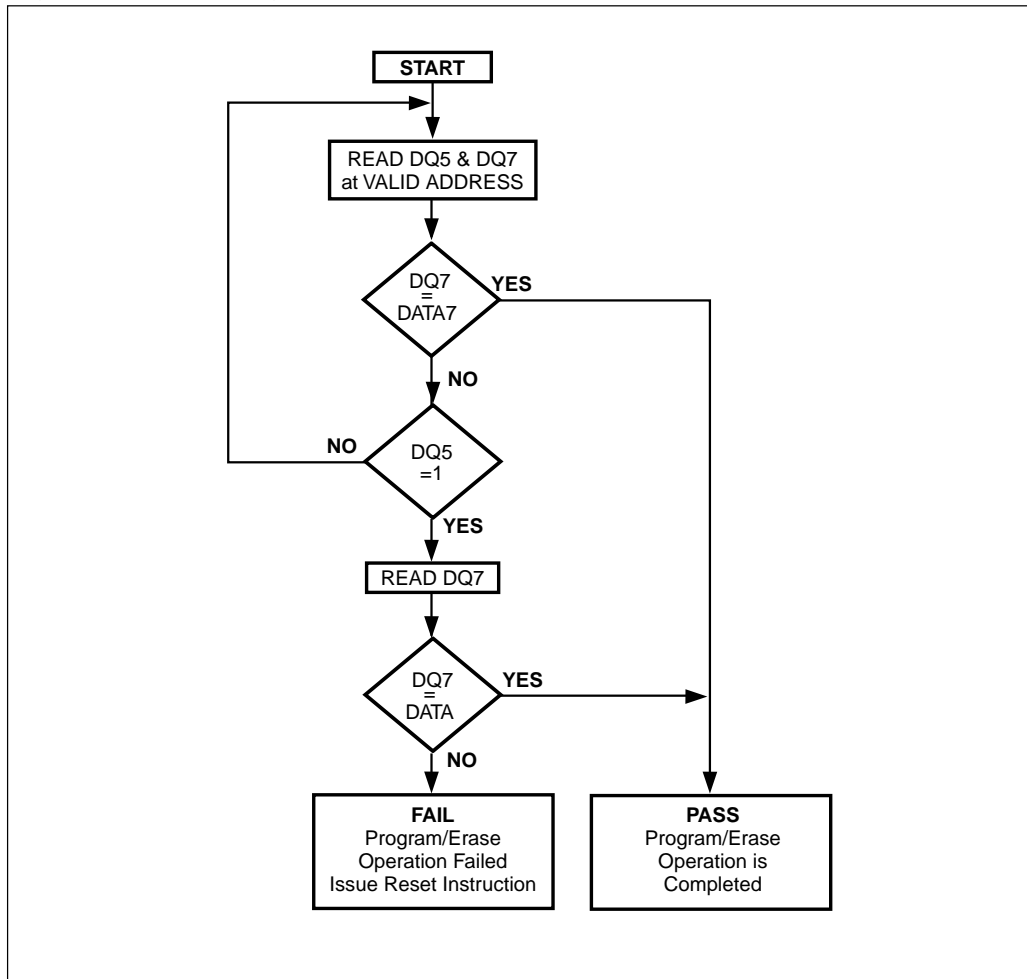 START
READ DQ5 & DQ7
at VALID ADDRESS
DQ7
=
DATA7
YES
NO
DQ5
=1
NO
YES
READ DQ7
DQ7
=
DATA
YES
NO
FAIL
Program/Erase
Operation Failed
Issue Reset Instruction
PASS
Program/Erase
Operation is
Completed